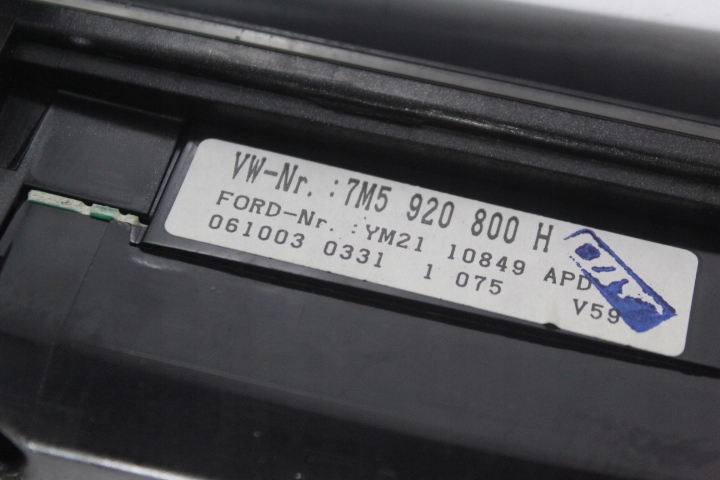 VW-Nr. :7M5 920 800 H
FORD-Nr. :YM21 10849 APD
061003 0331 1 075 V59